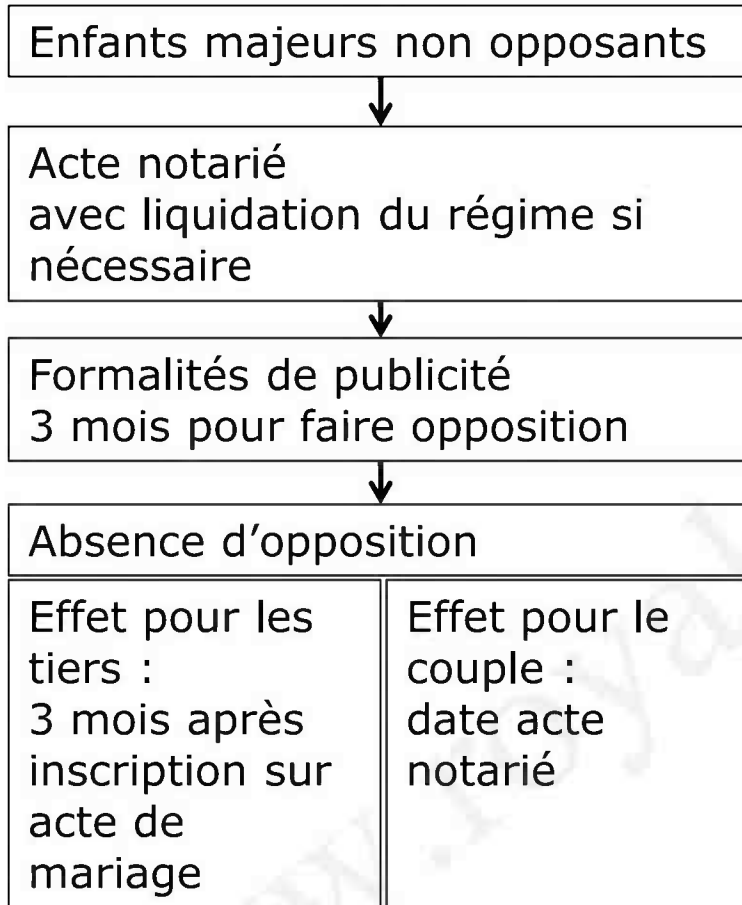 Enfants majeurs non opposants
Acte notarié
avec liquidation du régime si
nécessaire
Formalités de publicité
3 mois pour faire opposition
Absence d'opposition
Effet pour les
tiers :
3 mois après
inscription sur
acte de
mariage
Effet pour le
couple :
date acte
notarié